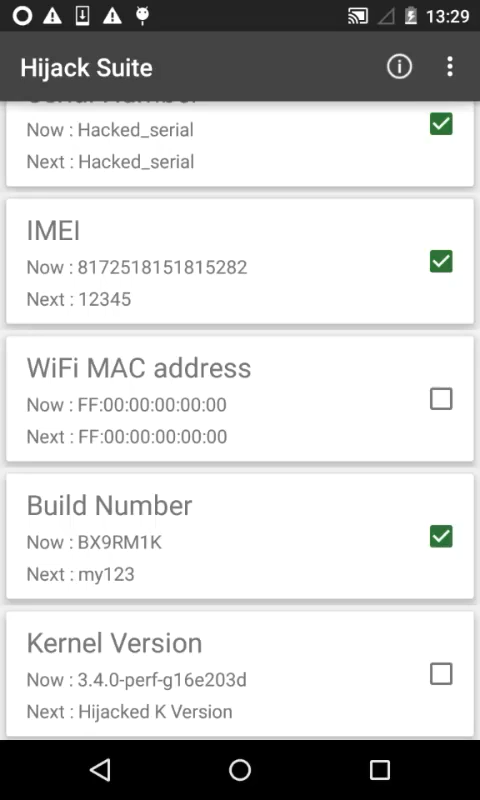 13:29
Hijack Suite
Serial Number
Now : Hacked_serial
Next : Hacked_serial
IMEI
Now : 8172518151815282
Next : 12345
WiFi MAC address
Now : FF:00:00:00:00:00
Next : FF:00:00:00:00:00
Build Number
Now : BX9RM1K
Next : my123
Kernel Version
Now : 3.4.0-perf-g16e203d
Next : Hijacked K Version